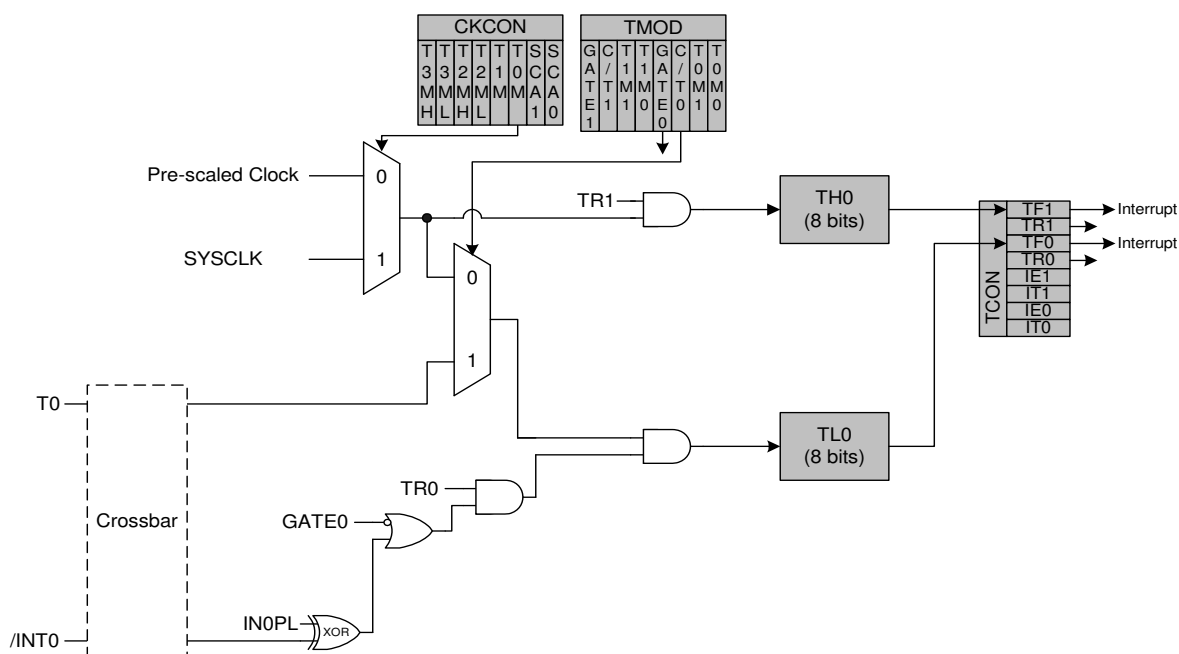 CKCON
T3MH T3ML T2MH T2ML T1M T0M SCA1 SCA0
TMOD
GATE1 C/T1 T1M1 T1M0 GATE0 C/T0 T0M1 T0M0
Pre-scaled Clock
0
SYSCLK
1
TR1
TH0
(8 bits)
TCON
TF1
Interrupt
TR1
TF0
Interrupt
TR0
IE1
IT1
IE0
IT0
0
1
T0
Crossbar
TR0
TL0
(8 bits)
GATE0
IN0PL
XOR
/INT0